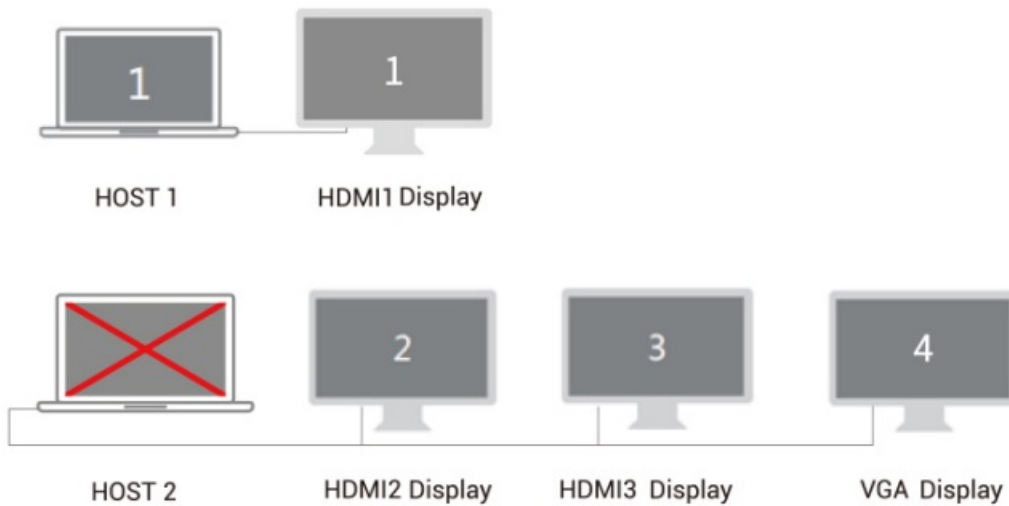 1
1
HOST 1
HDMI1 Display
2
3
4
HOST 2
HDMI2 Display
HDMI3 Display
VGA Display